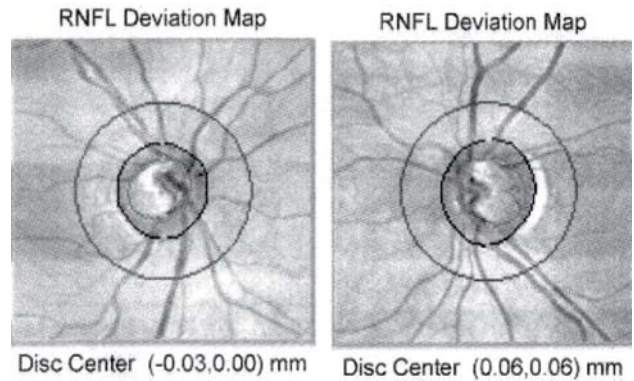 RNFL Deviation Map RNFL Deviation Map
Disc Center (-0.03,0.00) mm Disc Center (0.06,0.06) mm